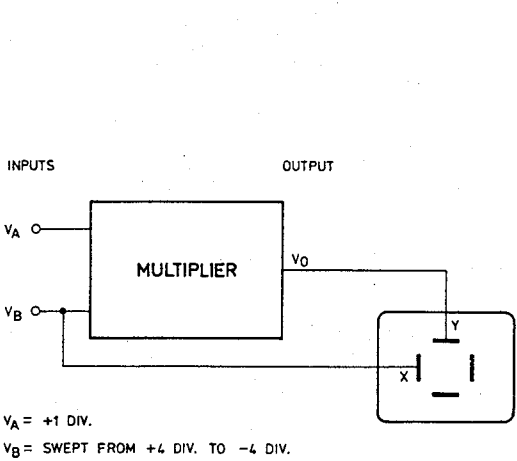 INPUTS
OUTPUT
VA
MULTIPLIER
VO
VB
Y
X
VA = +1 DIV.
VB = SWEPT FROM +4 DIV. TO -4 DIV.